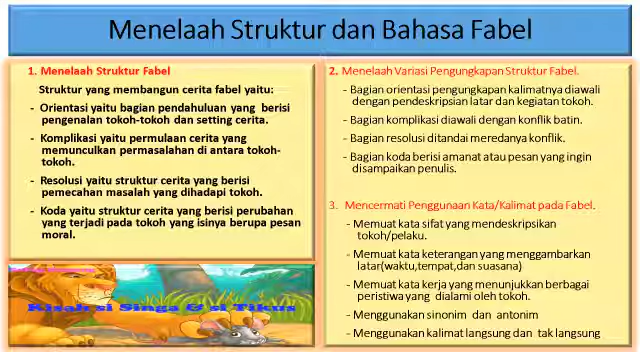 Menelaah Struktur dan Bahasa Fabel
1. Menelaah Struktur Fabel
Struktur yang membangun cerita fabel yaitu:
- Orientasi yaitu bagian pendahuluan yang berisi
pengenalan tokoh-tokoh dan setting cerita.
- Komplikasi yaitu permulaan cerita yang
memunculkan permasalahan di antara tokoh-
tokoh.
- Resolusi yaitu struktur cerita yang berisi
pemecahan masalah yang dihadapi tokoh.
- Koda yaitu struktur cerita yang berisi perubahan
yang terjadi pada tokoh yang isinya berupa pesan
moral.
Kisah si Singa & si Tikus
2. Menelaah Variasi Pengungkapan Struktur Fabel.
- Bagian orientasi pengungkapan kalimatnya diawali
dengan pendeskripsian latar dan kegiatan tokoh.
- Bagian komplikasi diawali dengan konflik batin.
- Bagian resolusi ditandai meredanya konflik.
- Bagian koda berisi amanat atau pesan yang ingin
disampaikan penulis.
3. Mencermati Penggunaan Kata/Kalimat pada Fabel.
- Memuat kata sifat yang mendeskripsikan
tokoh/pelaku.
- Memuat kata keterangan yang menggambarkan
latar(waktu,tempat,dan suasana)
- Memuat kata kerja yang menunjukkan berbagai
peristiwa yang dialami oleh tokoh.
- Menggunakan sinonim dan antonim
- Menggunakan kalimat langsung dan tak langsung